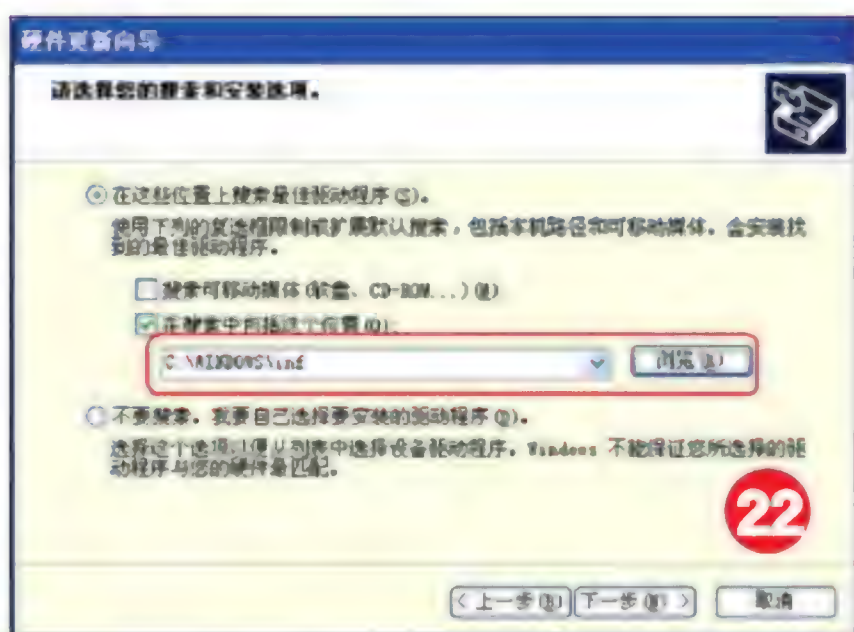 硬件更新向导
请选择您的搜索和安装选项。
在这些位置上搜索最佳驱动程序(S)。
使用下列的复选框限制或扩展默认搜索，包括本机路径和可移动媒体。会安装找
到的最佳驱动程序。
搜索可移动媒体(软盘、CD-ROM...)(M)
在搜索中包括这个位置(O):
C:\WINDOWS\inf
浏览(R)
不要搜索。我要自己选择要安装的驱动程序(D)。
选择这个选项以便从列表中选择设备驱动程序。Windows 不能保证您所选择的驱
动程序与您的硬件最匹配。
22
< 上一步(B)
下一步(N) >
取消